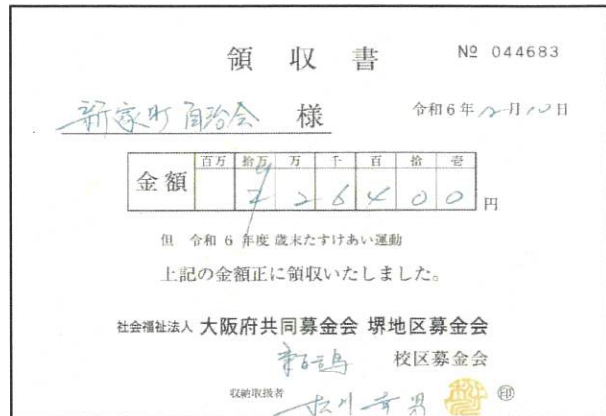 領収書 № 044683
新家町自治会 様 令和6年12月10日
百万 拾万 万 千 百 拾 壱
金額 2 6 4 0 0 円
但 令和 6 年度 歳末たすけあい運動
上記の金額正に領収いたしました。
社会福祉法人 大阪府共同募金会 堺地区募金会
校区募金会
収納取扱者 印